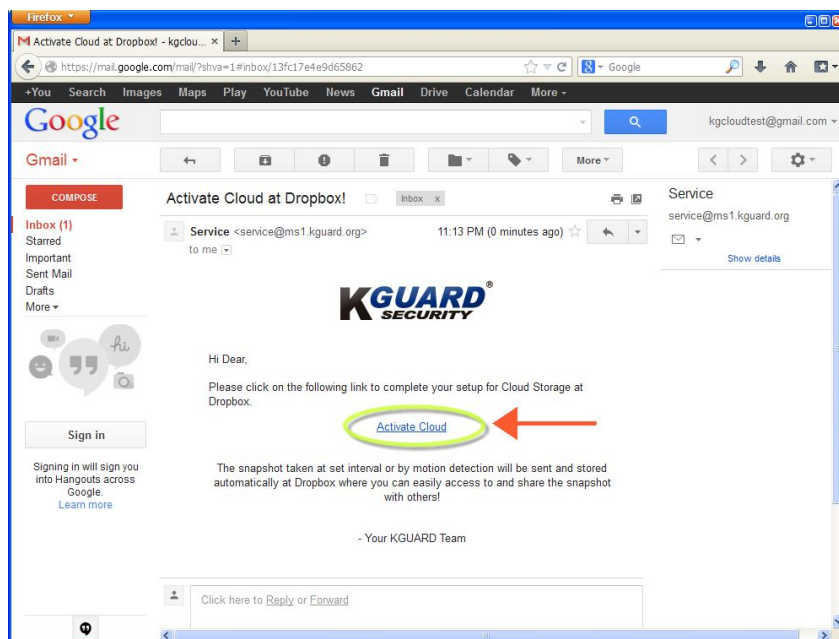 Firefox
Activate Cloud at Dropbox! - kgclou... × +
https://mail.google.com/mail/?shva=1#inbox/13fc17e4e9d65862
Google
+You Search Images Maps Play YouTube News Gmail Drive Calendar More
Google
kgcloudtest@gmail.com
Gmail
More
COMPOSE
Activate Cloud at Dropbox!
Inbox x
Service
service@ms1.kguard.org
Show details
Inbox (1)
Starred
Important
Sent Mail
Drafts
More
Service <service@ms1.kguard.org>
11:13 PM (0 minutes ago)
to me
KGUARD®
SECURITY
hi
Hi Dear,
Please click on the following link to complete your setup for Cloud Storage at
Dropbox.
Activate Cloud
Sign in
Signing in will sign you
into Hangouts across
Google.
Learn more
The snapshot taken at set interval or by motion detection will be sent and stored
automatically at Dropbox where you can easily access to and share the snapshot
with others!
- Your KGUARD Team
Click here to Reply or Forward